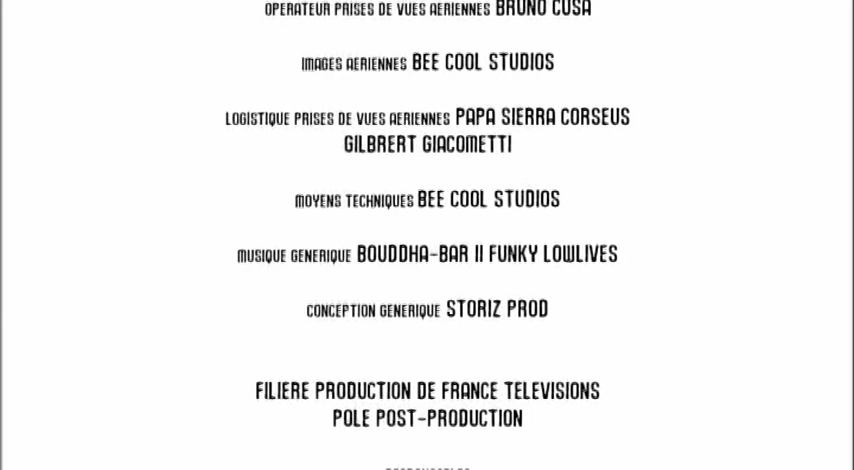 OPERATEUR PRISES DE VUES AERIENNES BRUNO CUSA
IMAGES AERIENNES BEE COOL STUDIOS
LOGISTIQUE PRISES DE VUES AERIENNES PAPA SIERRA CORSEUS
GILBRERT GIACOMETTI
MOYENS TECHNIQUES BEE COOL STUDIOS
MUSIQUE GENERIQUE BOUDDHA-BAR II FUNKY LOWLIVES
CONCEPTION GENERIQUE STORIZ PROD
FILIERE PRODUCTION DE FRANCE TELEVISIONS
POLE POST-PRODUCTION